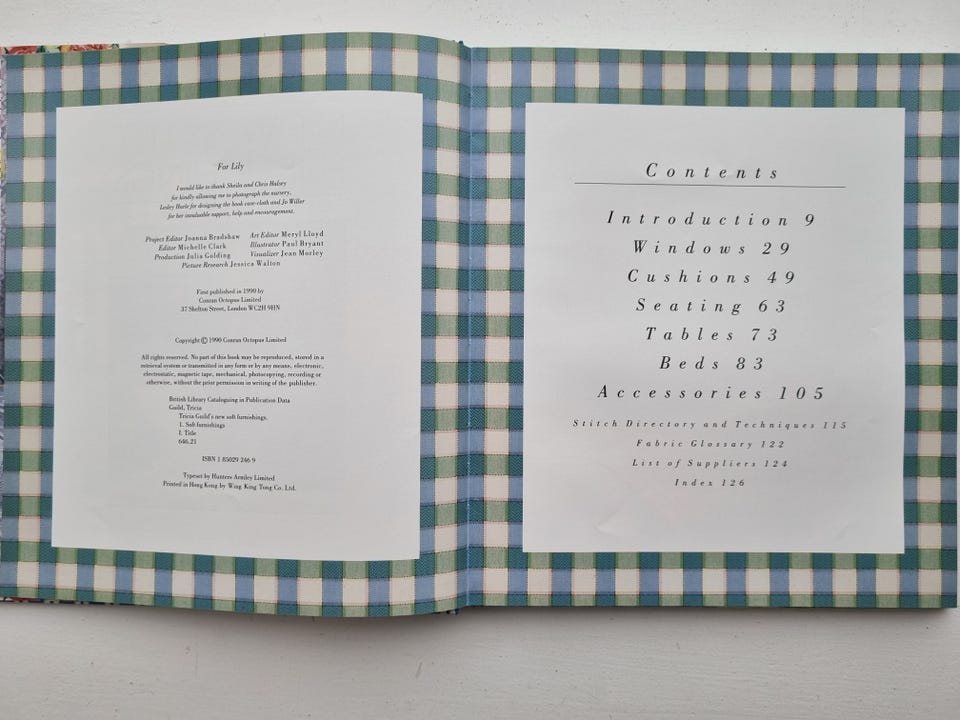 For Lily
I would like to thank Sheila and Chris Halsey
for kindly allowing me to photograph the nursery,
Lesley Harle for designing the book case-cloth and Jo Willer
for her invaluable support, help and encouragement.
Project Editor Joanna Bradshaw
Editor Michelle Clark
Production Julia Golding
Art Editor Meryl Lloyd
Illustrator Paul Bryant
Visualizer Jean Morley
Picture Research Jessica Walton
First published in 1990 by
Conran Octopus Limited
37 Shelton Street, London WC2H 9HN
Copyright © 1990 Conran Octopus Limited
All rights reserved. No part of this book may be reproduced, stored in a
retrieval system or transmitted in any form or by any means, electronic,
electrostatic, magnetic tape, mechanical, photocopying, recording or
otherwise, without the prior permission in writing of the publisher.
British Library Cataloguing in Publication Data
Guild, Tricia
Tricia Guild's new soft furnishings.
1. Soft furnishings
I. Title
646.21
ISBN 1 85029 246 9
Typeset by Hunters Armley Limited
Printed in Hong Kong by Wing King Tong Co. Ltd.
Contents
Introduction 9
Windows 29
Cushions 49
Seating 63
Tables 73
Beds 83
Accessories 105
Stitch Directory and Techniques 115
Fabric Glossary 122
List of Suppliers 124
Index 126